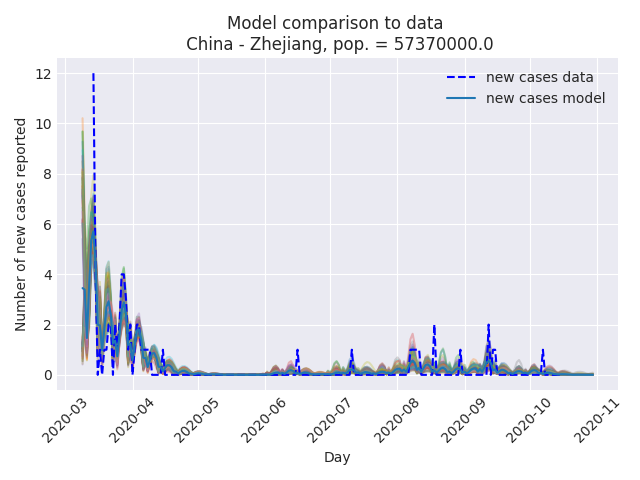 Model comparison to data
China - Zhejiang, pop. = 57370000.0
new cases data
new cases model
Number of new cases reported
12
10
8
6
4
2
0
2020-03
2020-04
2020-05
2020-06
2020-07
2020-08
2020-09
2020-10
2020-11
Day